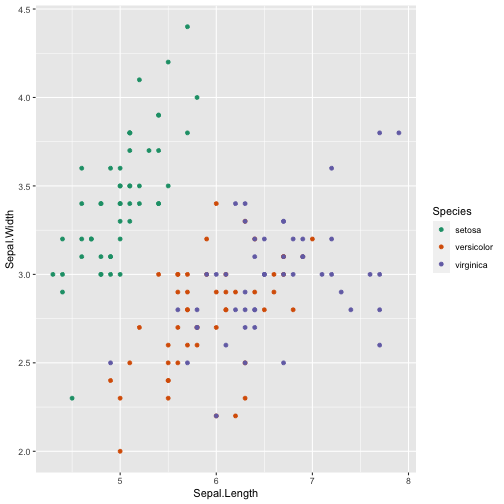 4.5
4.0
3.5
3.0
2.5
2.0
Sepal.Width
5 6 7 8
Sepal.Length
Species
setosa
versicolor
virginica